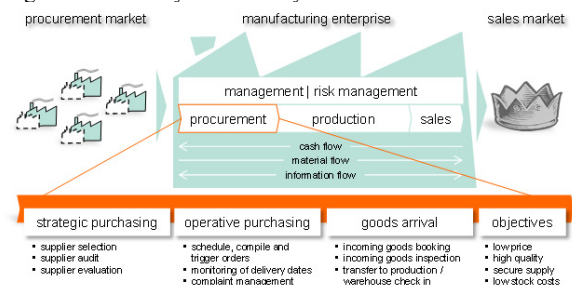 procurement market manufacturing enterprise sales market
management | risk management
procurement production sales
cash flow
material flow
information flow
strategic purchasing operative purchasing goods arrival objectives
▪ supplier selection
▪ supplier audit
▪ supplier evaluation
▪ schedule, compile and
trigger orders
▪ monitoring of delivery dates
▪ complaint management
▪ incoming goods booking
▪ incoming goods inspection
▪ transfer to production /
warehouse check in
▪ low price
▪ high quality
▪ secure supply
▪ low stock costs